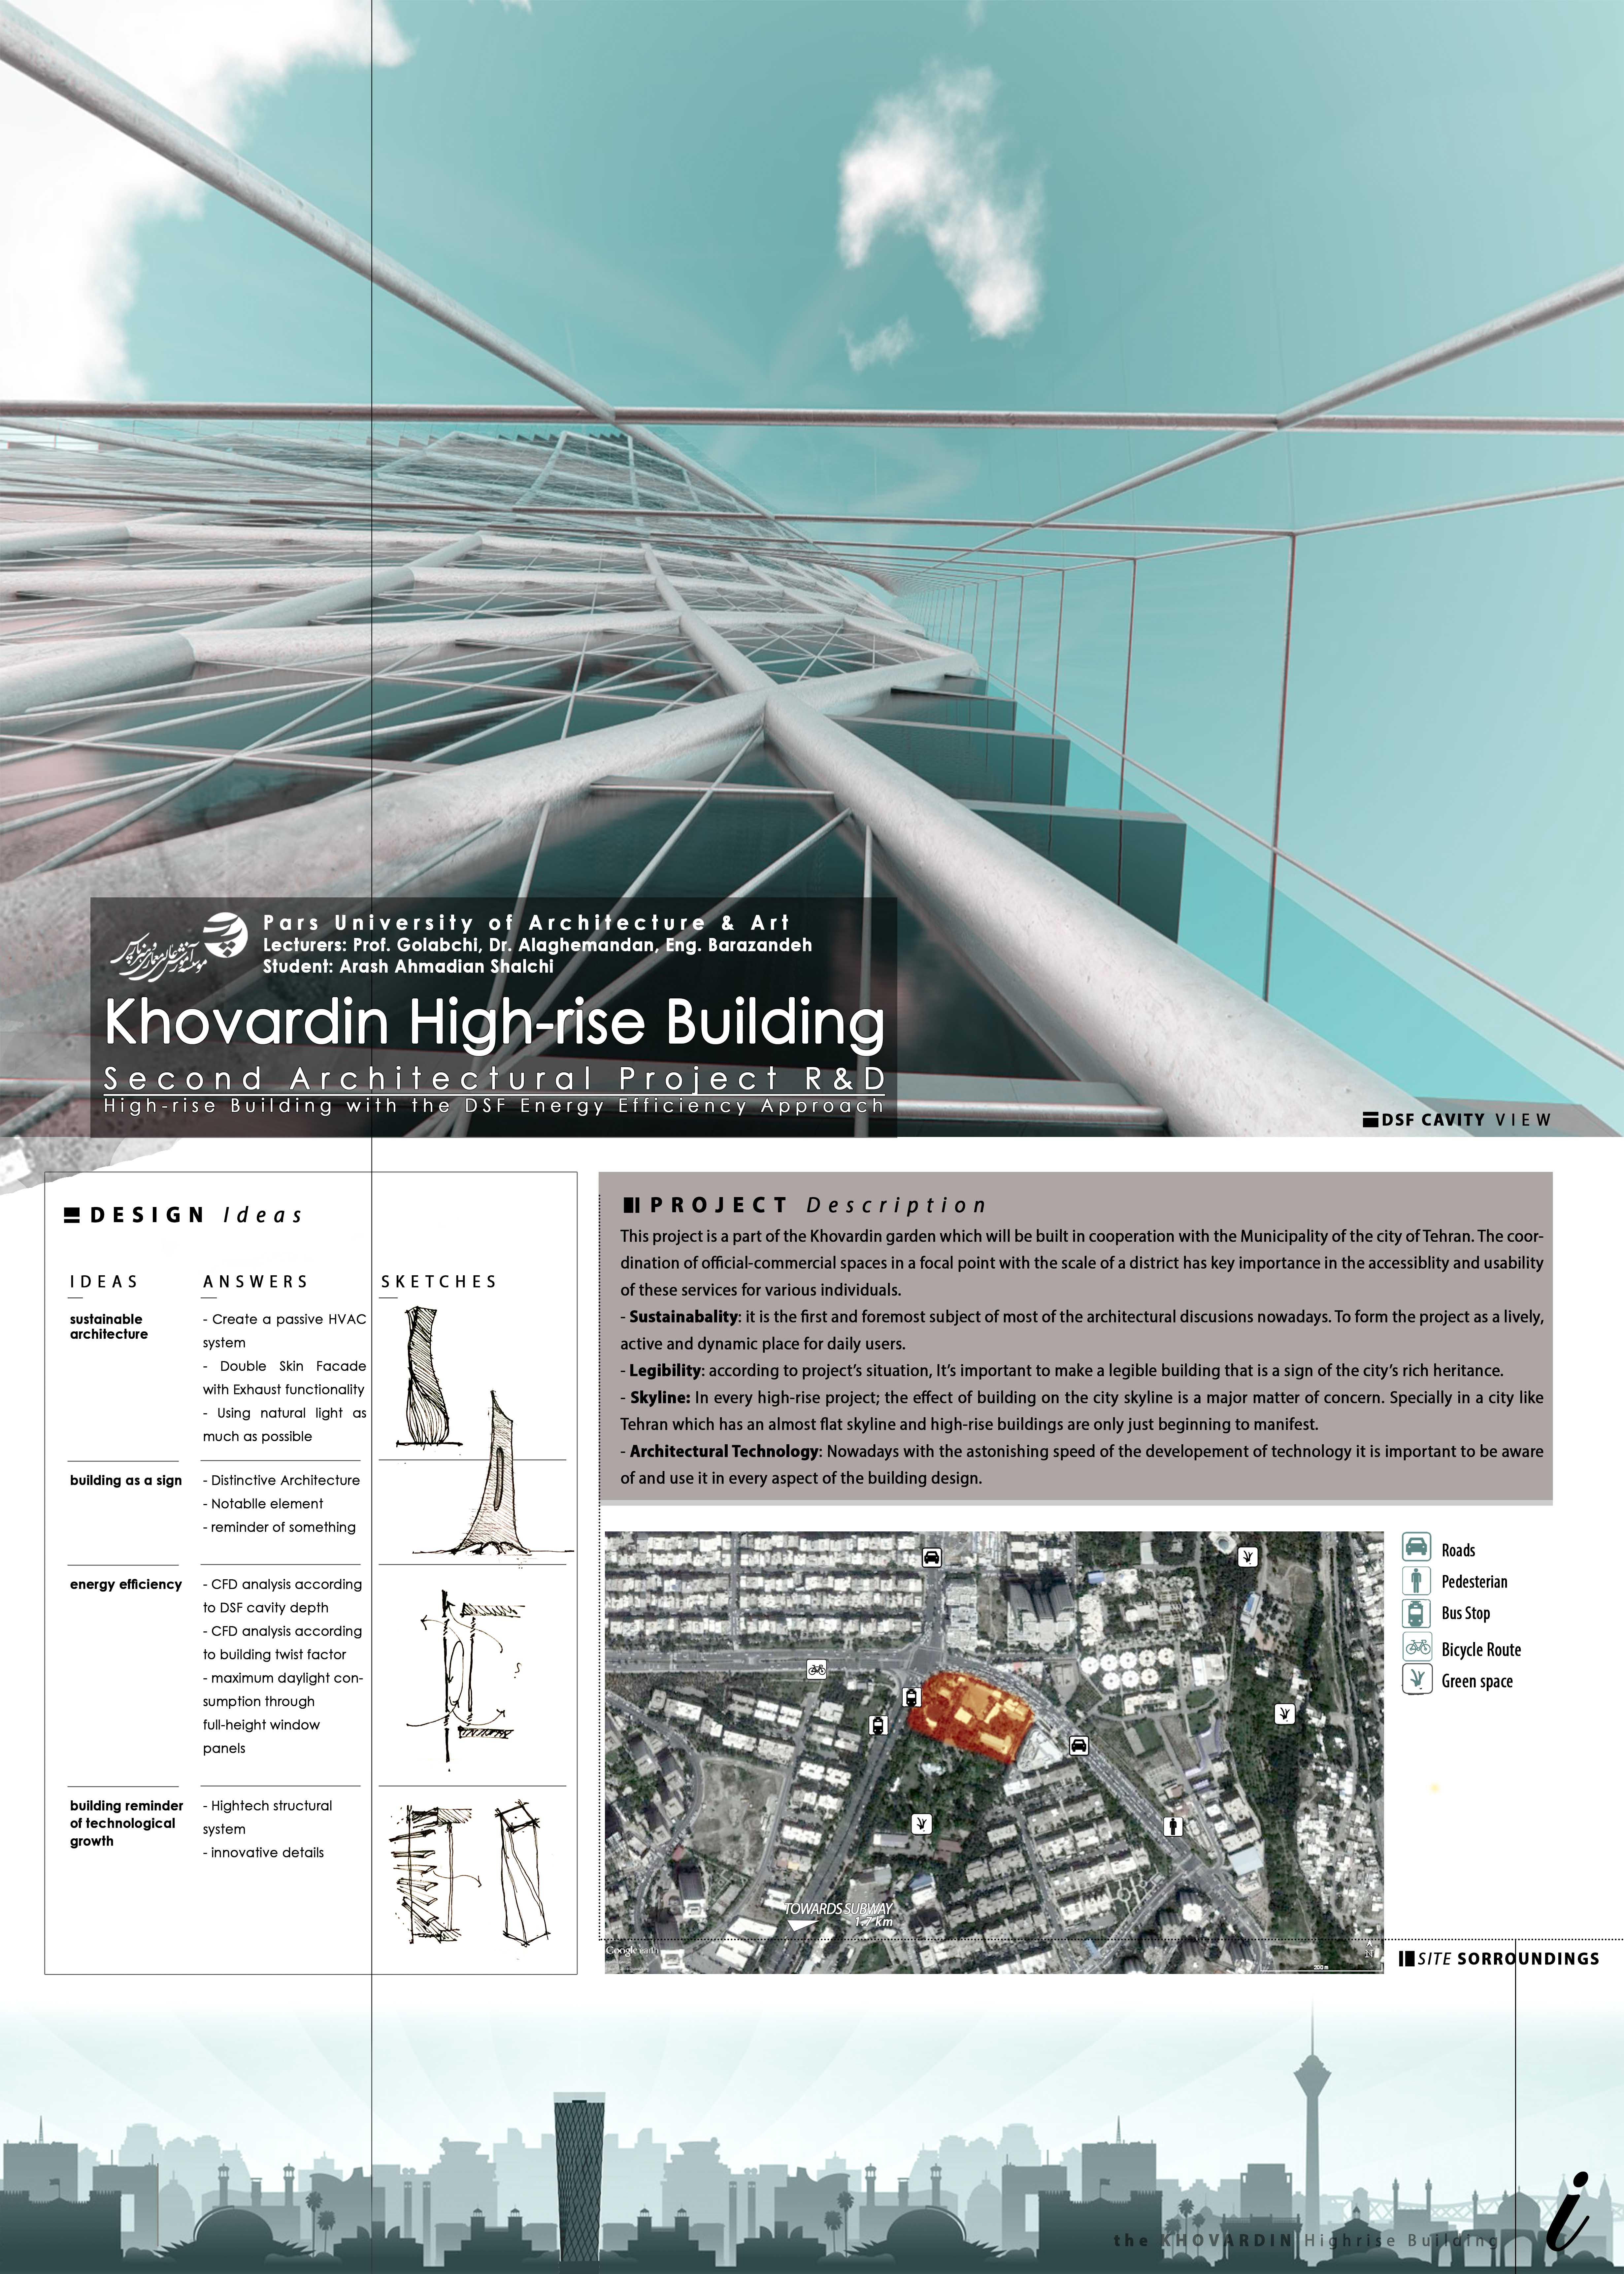 Pars University of Architecture & Art
Lecturers: Prof. Golabchi, Dr. Alaghemandan, Eng. Barazandeh
Student: Arash Ahmadian Shalchi
Khovardin High-rise Building
Second Architectural Project R&D
High-rise Building with the DSF Energy Efficiency Approach
DSF CAVITY VIEW
DESIGN Ideas
IDEAS
ANSWERS
SKETCHES
sustainable
architecture
- Create a passive HVAC
system
- Double Skin Facade
with Exhaust functionality
- Using natural light as
much as possible
building as a sign
- Distinctive Architecture
- Notablle element
- reminder of something
energy efficiency
- CFD analysis according
to DSF cavity depth
- CFD analysis according
to building twist factor
- maximum daylight con-
sumption through
full-height window
panels
building reminder
of technological
growth
- Hightech structural
system
- innovative details
PROJECT Description
This project is a part of the Khovardin garden which will be built in cooperation with the Municipality of the city of Tehran. The coor-
dination of official-commercial spaces in a focal point with the scale of a district has key importance in the accessiblity and usability
of these services for various individuals.
- Sustainabality: it is the first and foremost subject of most of the architectural discusions nowadays. To form the project as a lively,
active and dynamic place for daily users.
- Legibility: according to project's situation, It's important to make a legible building that is a sign of the city's rich heritance.
- Skyline: In every high-rise project; the effect of building on the city skyline is a major matter of concern. Specially in a city like
Tehran which has an almost flat skyline and high-rise buildings are only just beginning to manifest.
- Architectural Technology: Nowadays with the astonishing speed of the developement of technology it is important to be aware
of and use it in every aspect of the building design.
Roads
Pedesterian
Bus Stop
Bicycle Route
Green space
TOWARDS SUBWAY
1.7 Km
Google earth
N
200 m
SITE SORROUNDINGS
the KHOVARDIN Highrise Building
i